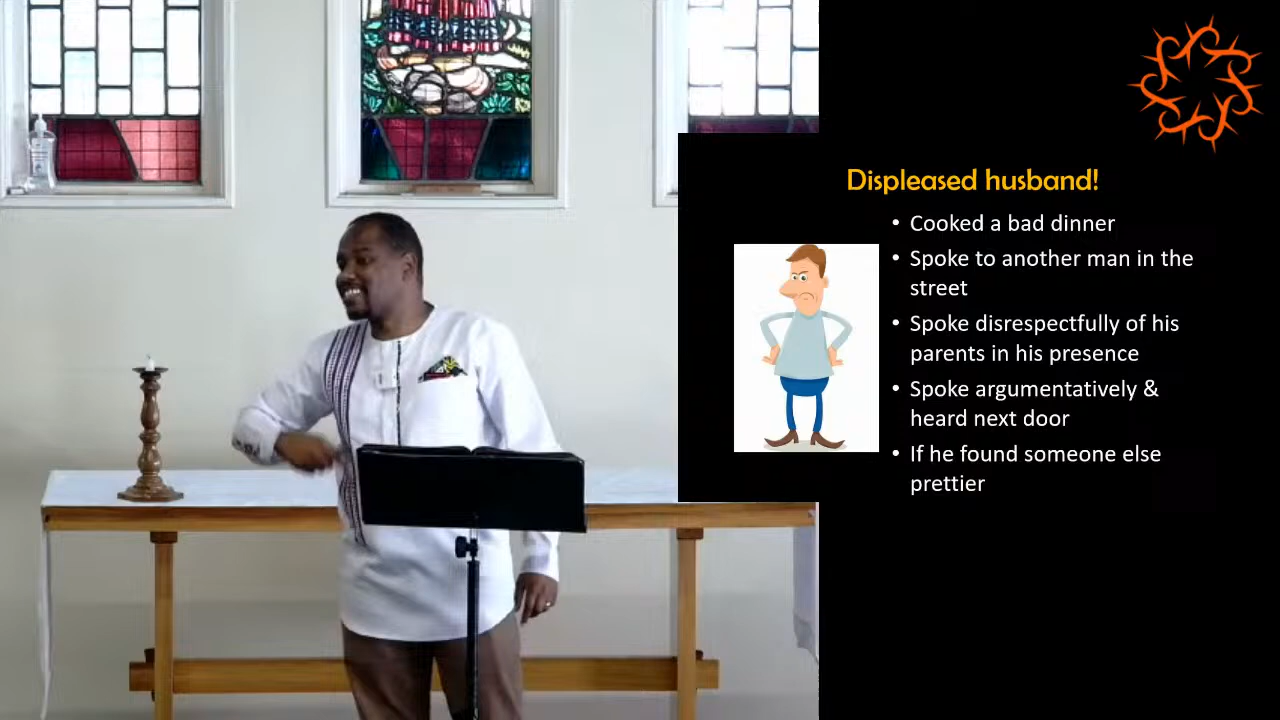 Displeased husband!
• Cooked a bad dinner
• Spoke to another man in the
street
• Spoke disrespectfully of his
parents in his presence
• Spoke argumentatively &
heard next door
• If he found someone else
prettier